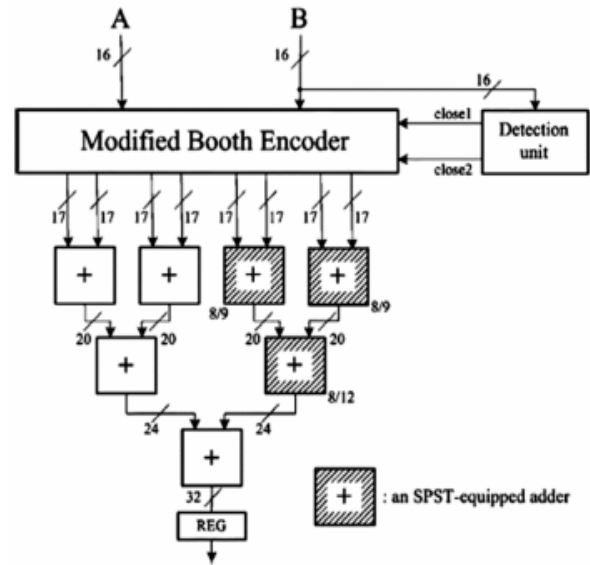 A B
16 16
16
close1
Modified Booth Encoder
Detection
unit
close2
17 17 17 17 17 17 17 17
+ + + +
8/9 8/9
20 20 20 20
+ +
8/12
24 24
+
32
+ : an SPST-equipped adder
REG